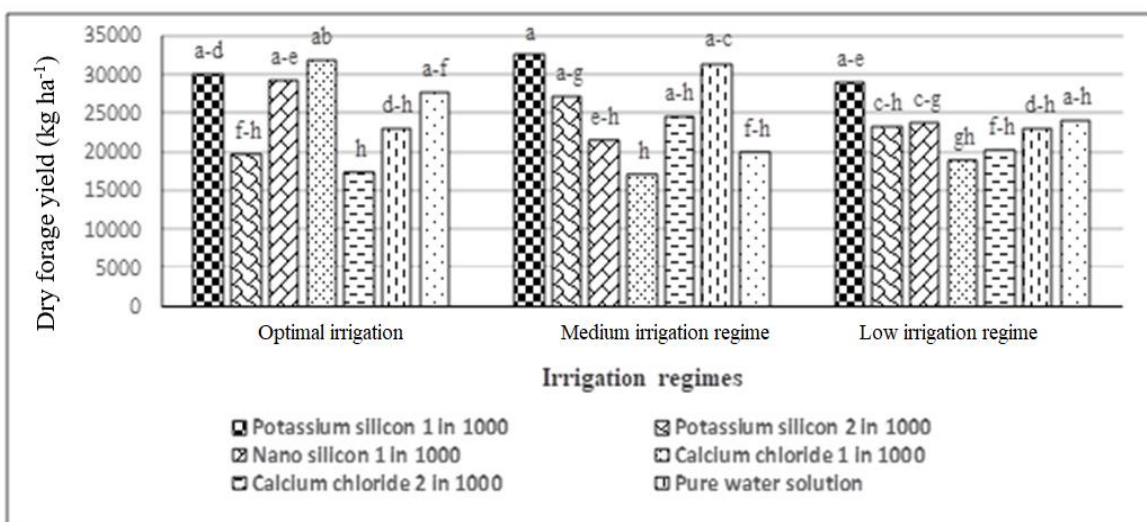 Dry forage yield (kg ha⁻¹)
35000
30000
25000
20000
15000
10000
5000
0
a-d
f-h
a-e
ab
h
d-h
a-f
a
a-g
e-h
h
a-h
a-c
f-h
a-e
c-h
c-g
gh
f-h
d-h
a-h
Optimal irrigation Medium irrigation regime Low irrigation regime
Irrigation regimes
Potassium silicon 1 in 1000 Potassium silicon 2 in 1000
Nano silicon 1 in 1000 Calcium chloride 1 in 1000
Calcium chloride 2 in 1000 Pure water solution